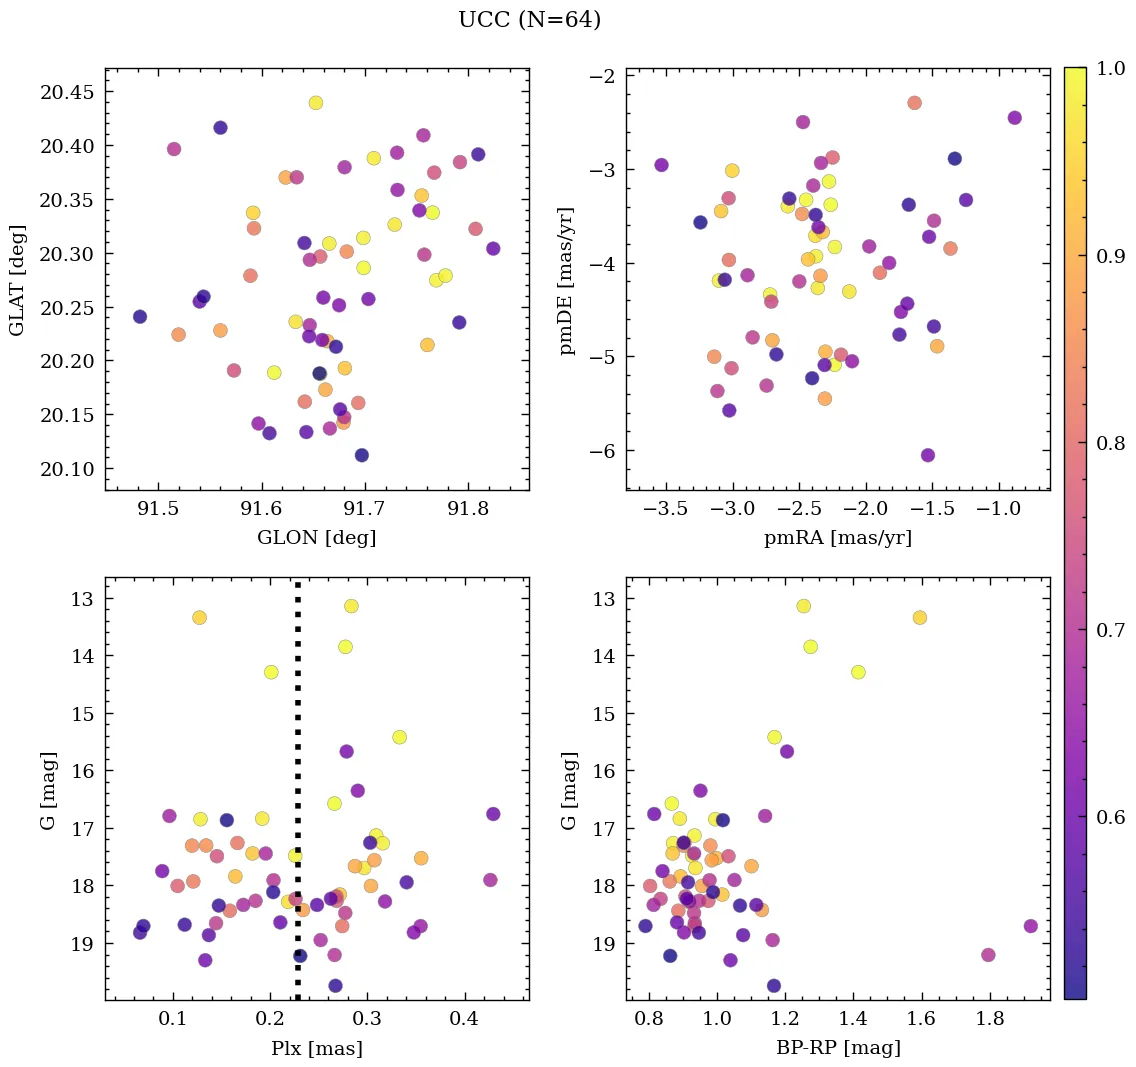 UCC (N=64)
20.45
20.40
20.35
20.30
20.25
20.20
20.15
20.10
GLAT [deg]
91.5 91.6 91.7 91.8
GLON [deg]
−2
−3
−4
−5
−6
pmDE [mas/yr]
−3.5 −3.0 −2.5 −2.0 −1.5 −1.0
pmRA [mas/yr]
13
14
15
16
17
18
19
G [mag]
0.1 0.2 0.3 0.4
Plx [mas]
13
14
15
16
17
18
19
G [mag]
0.8 1.0 1.2 1.4 1.6 1.8
BP-RP [mag]
1.0
0.9
0.8
0.7
0.6